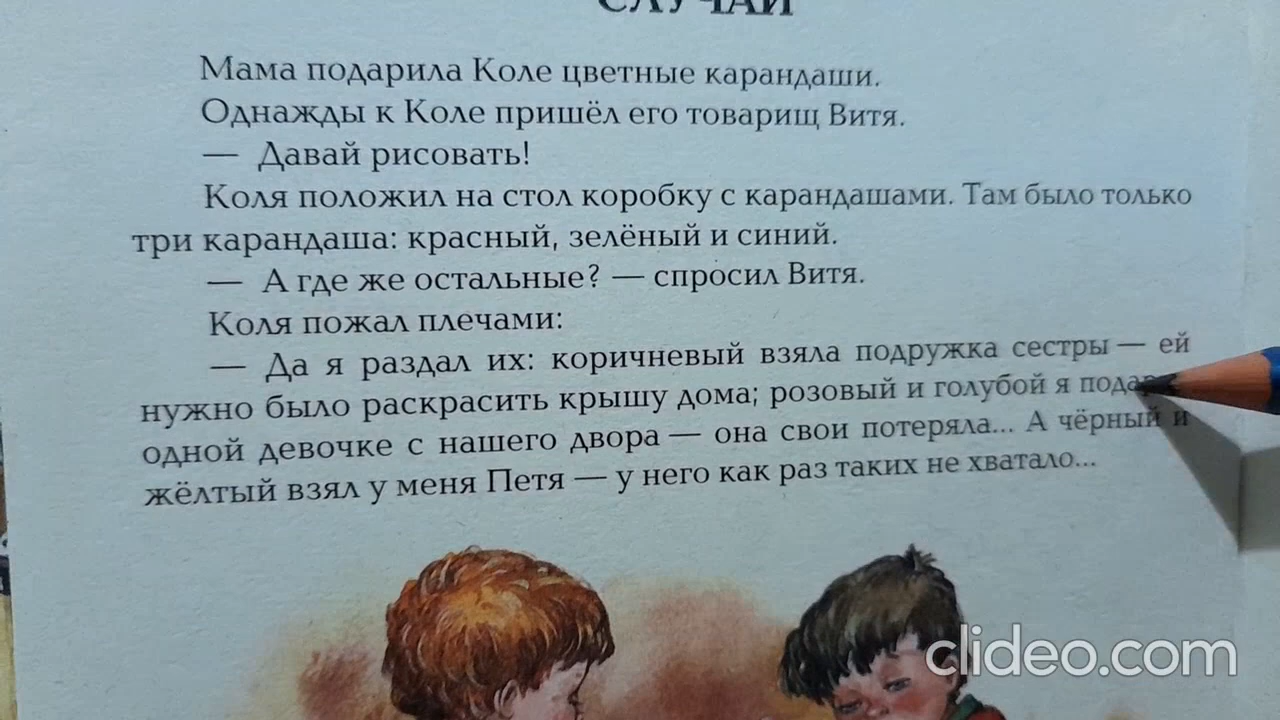 СЛУЧАЙ
Мама подарила Коле цветные карандаши.
Однажды к Коле пришёл его товарищ Витя.
— Давай рисовать!
Коля положил на стол коробку с карандашами. Там было только
три карандаша: красный, зелёный и синий.
— А где же остальные? — спросил Витя.
Коля пожал плечами:
— Да я раздал их: коричневый взяла подружка сестры — ей
нужно было раскрасить крышу дома; розовый и голубой я
одной девочке с нашего двора — она свои потеряла... А чёрный и
жёлтый взял у меня Петя — у него как раз таких не хватало...
clideo.com